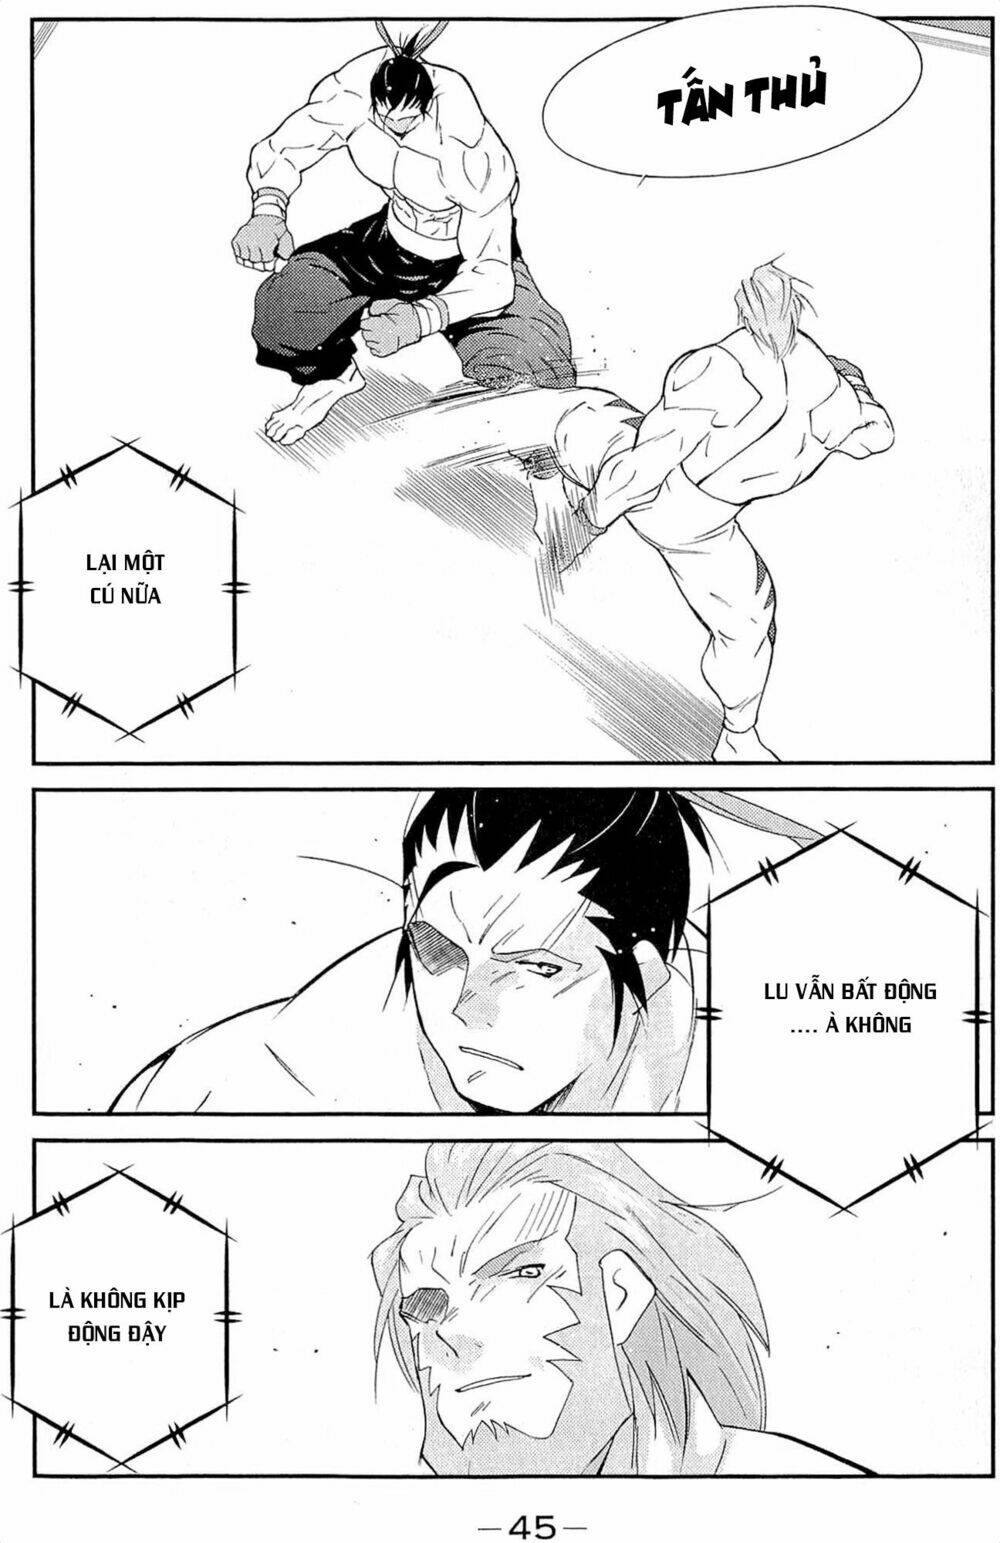 TẤN THỦ
LẠI MỘT
CÚ NỮA
LU VẪN BẤT ĐỘNG
.... À KHÔNG
LÀ KHÔNG KỊP
ĐỘNG ĐẬY
—45—